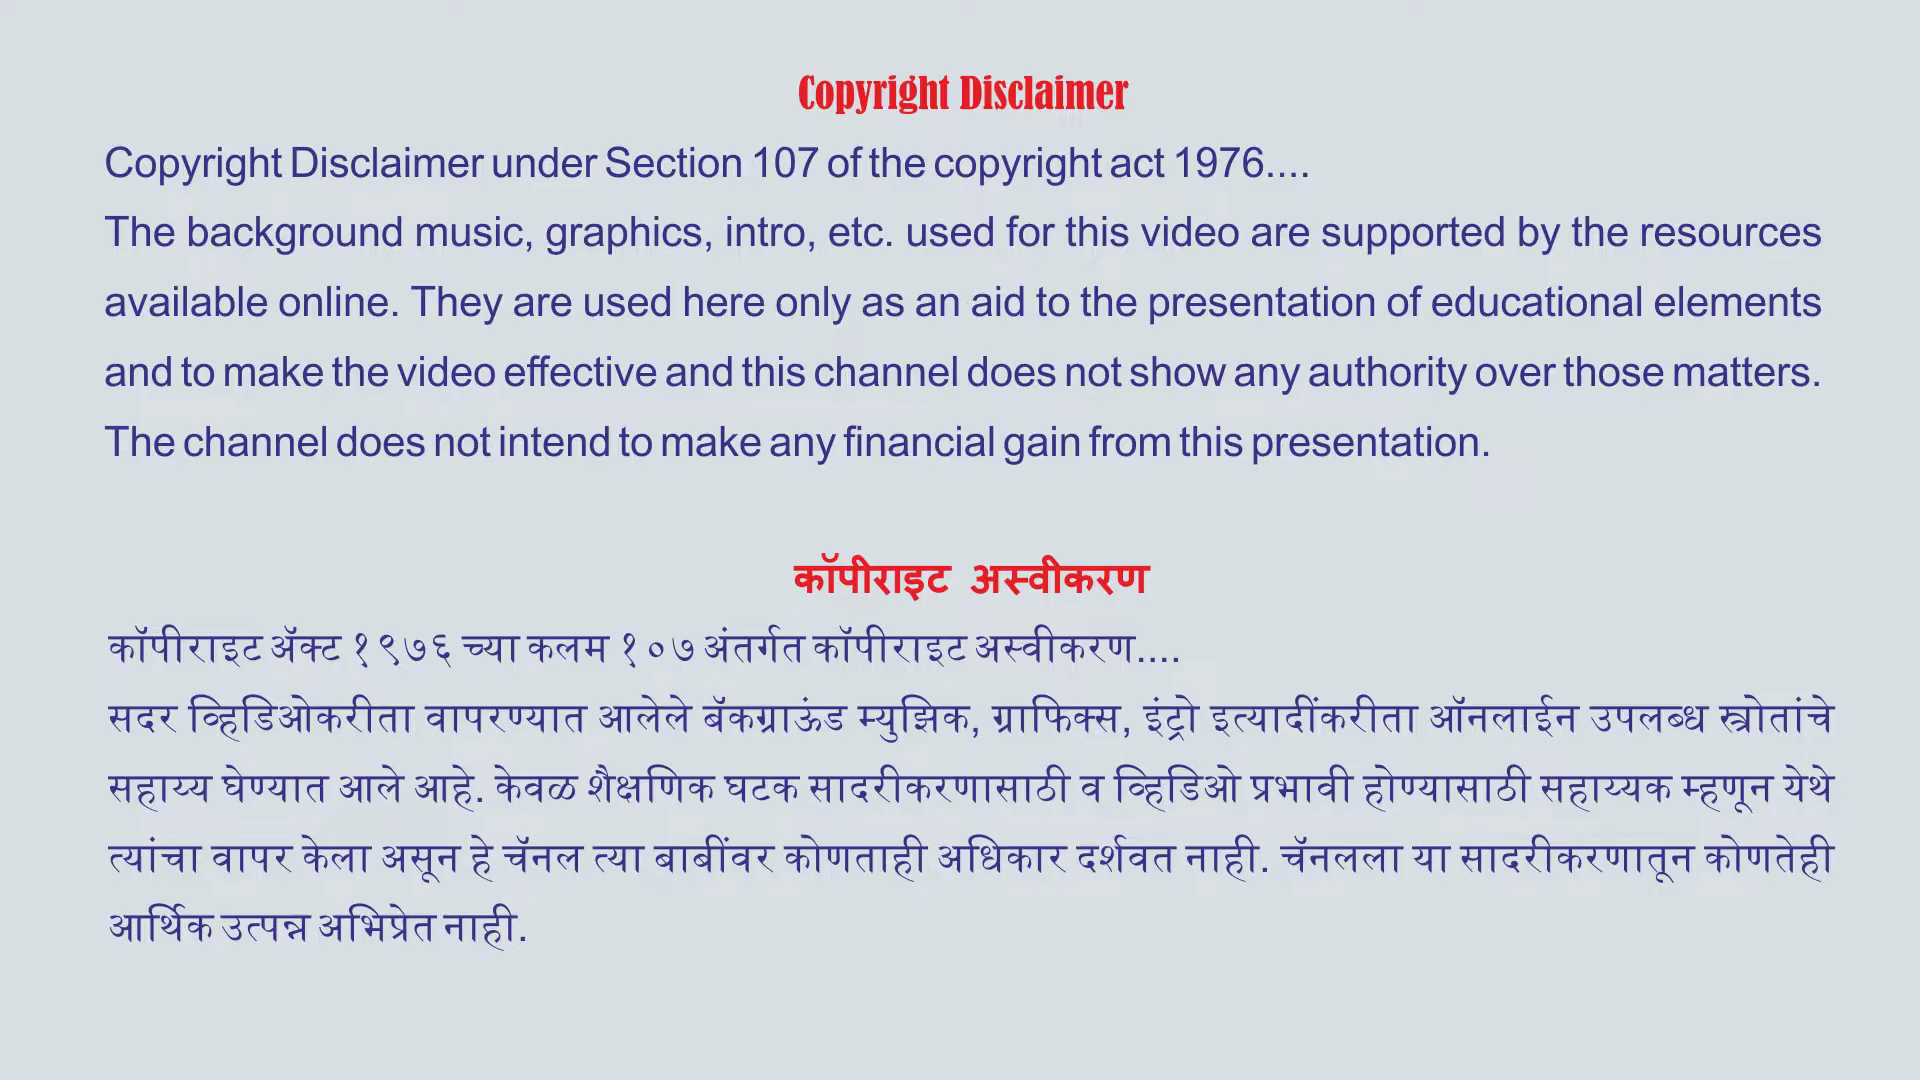 Copyright Disclaimer
Copyright Disclaimer under Section 107 of the copyright act 1976....
The background music, graphics, intro, etc. used for this video are supported by the resources
available online. They are used here only as an aid to the presentation of educational elements
and to make the video effective and this channel does not show any authority over those matters.
The channel does not intend to make any financial gain from this presentation.
कॉपीराइट अस्वीकरण
कॉपीराइट ॲक्ट १९७६ च्या कलम १०७ अंतर्गत कॉपीराइट अस्वीकरण....
सदर व्हिडिओकरीता वापरण्यात आलेले बॅकग्राऊंड म्युझिक, ग्राफिक्स, इंट्रो इत्यादींकरीता ऑनलाईन उपलब्ध स्त्रोतांचे
सहाय्य घेण्यात आले आहे. केवळ शैक्षणिक घटक सादरीकरणासाठी व व्हिडिओ प्रभावी होण्यासाठी सहाय्यक म्हणून येथे
त्यांचा वापर केला असून हे चॅनल त्या बाबींवर कोणताही अधिकार दर्शवत नाही. चॅनलला या सादरीकरणातून कोणतेही
आर्थिक उत्पन्न अभिप्रेत नाही.